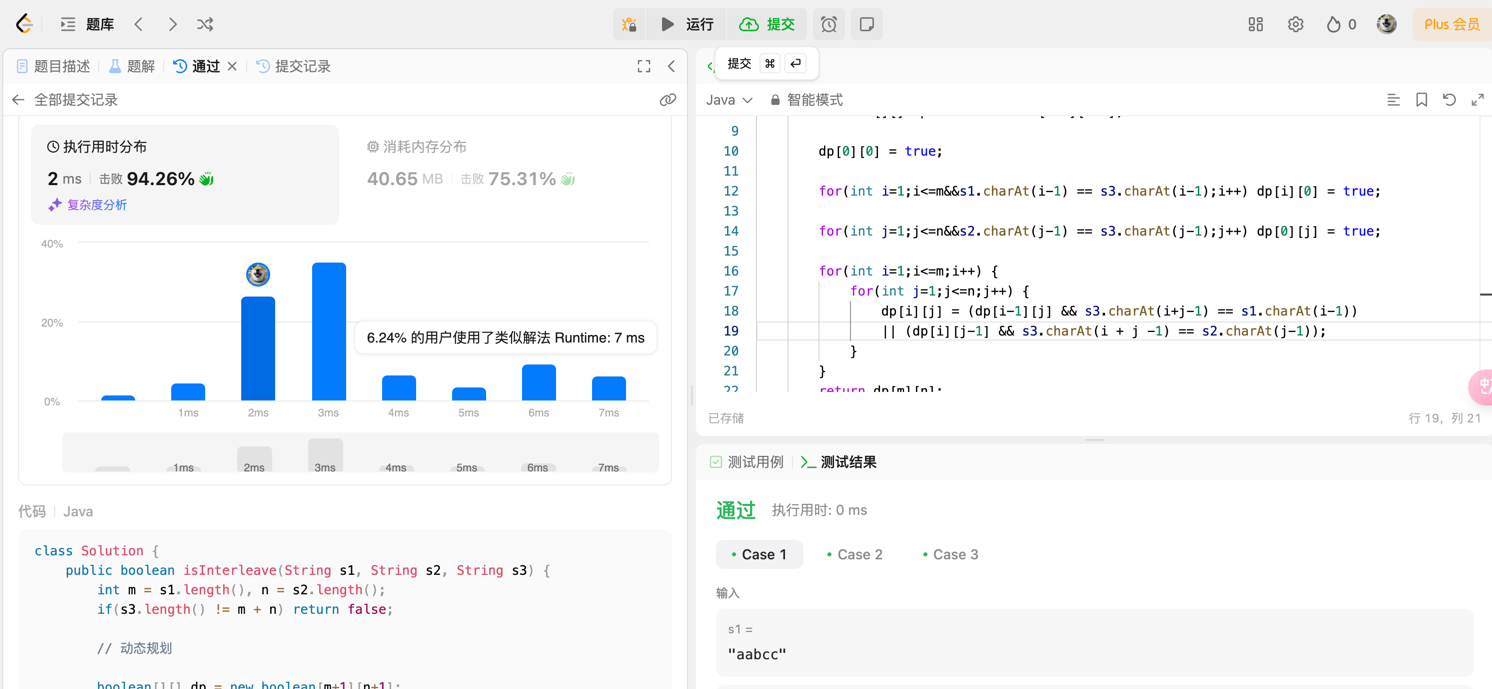 题库
运行
提交
0
Plus 会员
题目描述
题解
通过
提交记录
全部提交记录
执行用时分布
2 ms
击败 94.26%
复杂度分析
消耗内存分布
40.65 MB
击败 75.31%
40%
20%
0%
6.24% 的用户使用了类似解法 Runtime: 7 ms
1ms 2ms 3ms 4ms 5ms 6ms 7ms
1ms 2ms 3ms 4ms 5ms 6ms 7ms
代码
Java
class Solution {
public boolean isInterleave(String s1, String s2, String s3) {
int m = s1.length(), n = s2.length();
if(s3.length() != m + n) return false;
// 动态规划
boolean[][] dp = new boolean[m+1][n+1];
提交 ⌘
Java
智能模式
9
10 dp[0][0] = true;
11
12 for(int i=1;i<=m&&s1.charAt(i-1) == s3.charAt(i-1);i++) dp[i][0] = true;
13
14 for(int j=1;j<=n&&s2.charAt(j-1) == s3.charAt(j-1);j++) dp[0][j] = true;
15
16 for(int i=1;i<=m;i++) {
17 for(int j=1;j<=n;j++) {
18 dp[i][j] = (dp[i-1][j] && s3.charAt(i+j-1) == s1.charAt(i-1))
19 || (dp[i][j-1] && s3.charAt(i + j -1) == s2.charAt(j-1));
20 }
21 }
22 return dp[m][n];
已存储
行 19, 列 21
测试用例
测试结果
通过
执行用时: 0 ms
Case 1
Case 2
Case 3
输入
s1 =
"aabcc"